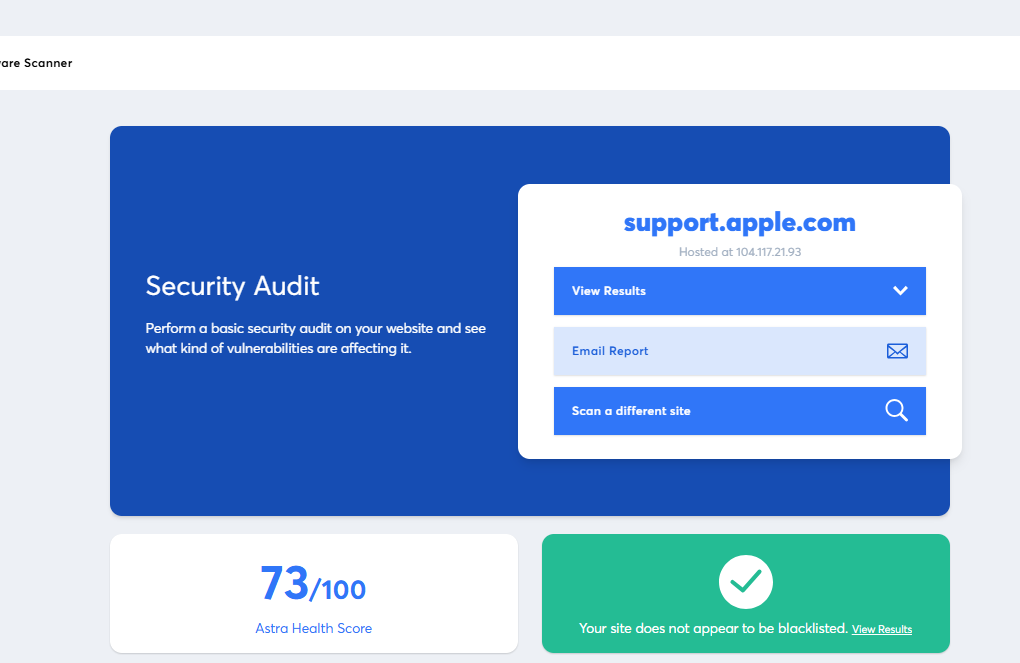 Scanner
support.apple.com
Hosted at 104.117.21.93
View Results
Security Audit
Perform a basic security audit on your website and see
what kind of vulnerabilities are affecting it.
Email Report
Scan a different site
73/100
Astra Health Score
Your site does not appear to be blacklisted. View Results